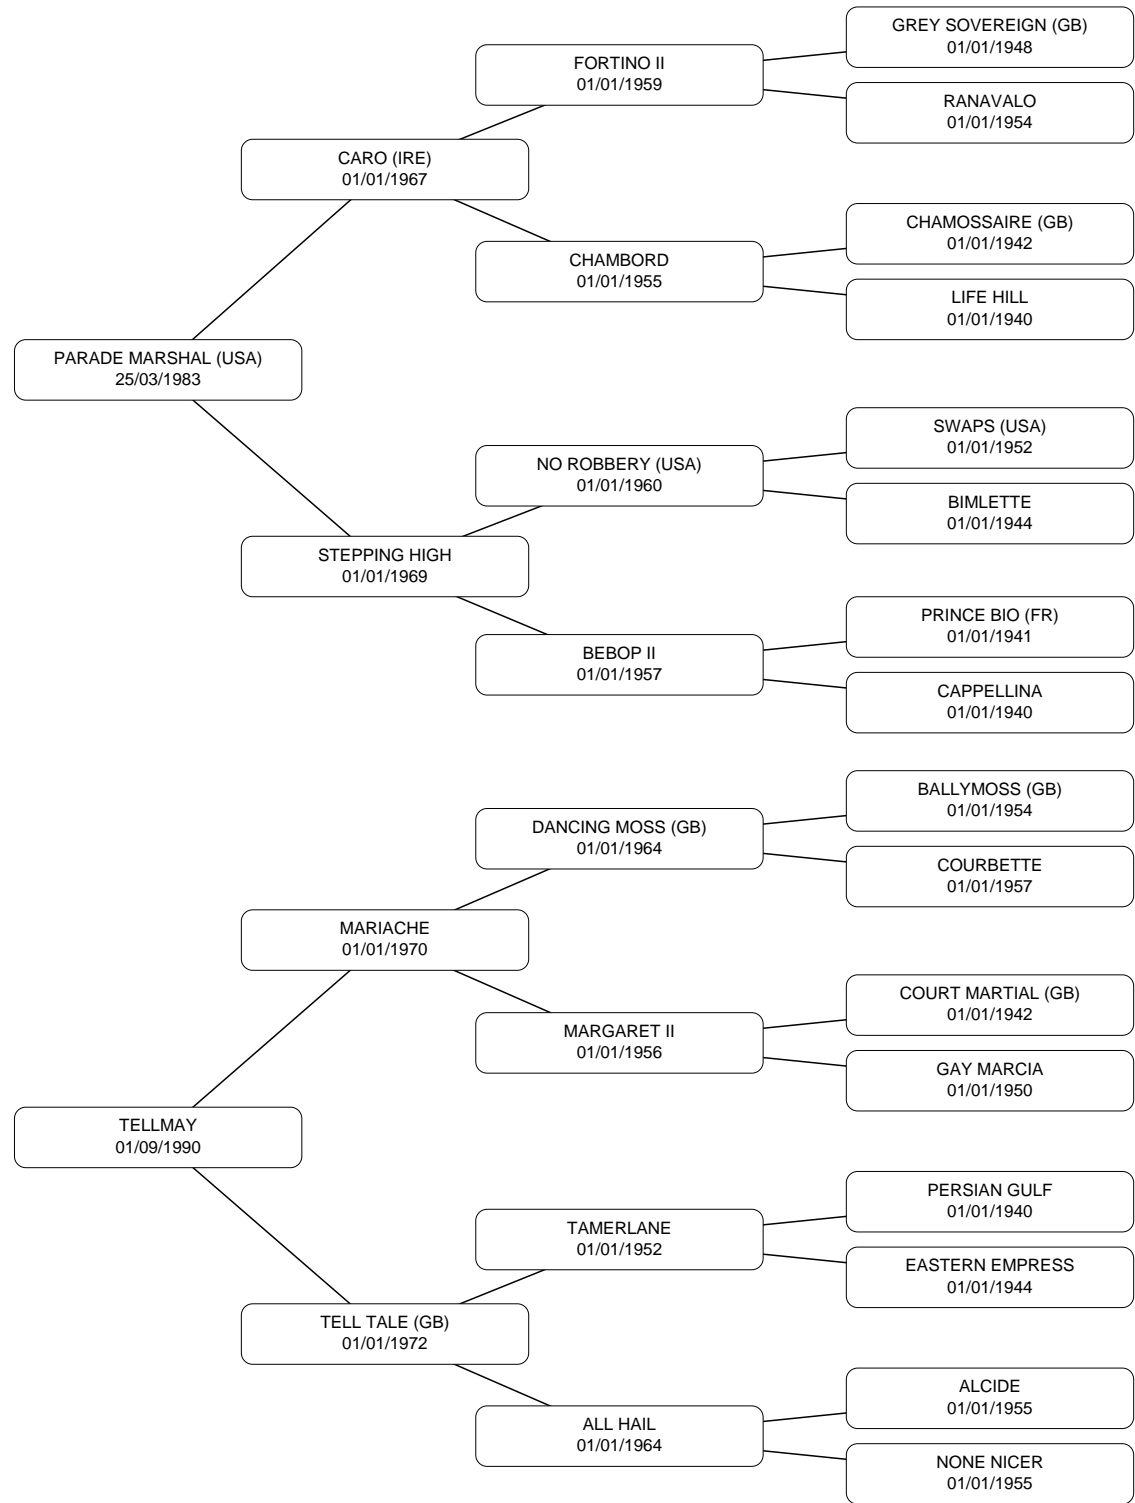 GREY SOVEREIGN (GB)
01/01/1948
FORTINO II
01/01/1959
RANAVALO
01/01/1954
CARO (IRE)
01/01/1967
CHAMOSSAIRE (GB)
01/01/1942
CHAMBORD
01/01/1955
LIFE HILL
01/01/1940
PARADE MARSHAL (USA)
25/03/1983
SWAPS (USA)
01/01/1952
NO ROBBERY (USA)
01/01/1960
BIMLETTE
01/01/1944
STEPPING HIGH
01/01/1969
PRINCE BIO (FR)
01/01/1941
BEBOP II
01/01/1957
CAPPELLINA
01/01/1940
BALLYMOSS (GB)
01/01/1954
DANCING MOSS (GB)
01/01/1964
COURBETTE
01/01/1957
MARIACHE
01/01/1970
COURT MARTIAL (GB)
01/01/1942
MARGARET II
01/01/1956
GAY MARCIA
01/01/1950
TELLMAY
01/09/1990
PERSIAN GULF
01/01/1940
TAMERLANE
01/01/1952
EASTERN EMPRESS
01/01/1944
TELL TALE (GB)
01/01/1972
ALCIDE
01/01/1955
ALL HAIL
01/01/1964
NONE NICER
01/01/1955